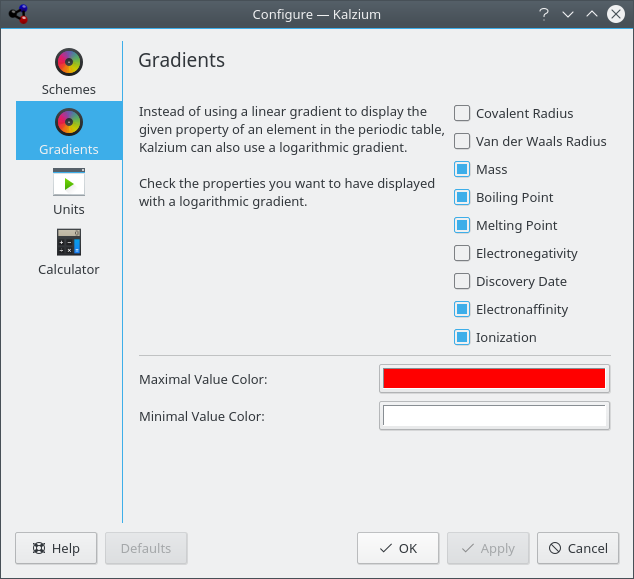 Configure — Kalzium
Schemes
Gradients
Units
Calculator
Gradients
Instead of using a linear gradient to display the
given property of an element in the periodic table,
Kalzium can also use a logarithmic gradient.
Check the properties you want to have displayed
with a logarithmic gradient.
Covalent Radius
Van der Waals Radius
Mass
Boiling Point
Melting Point
Electronegativity
Discovery Date
Electronaffinity
Ionization
Maximal Value Color:
Minimal Value Color:
Help
Defaults
OK
Apply
Cancel